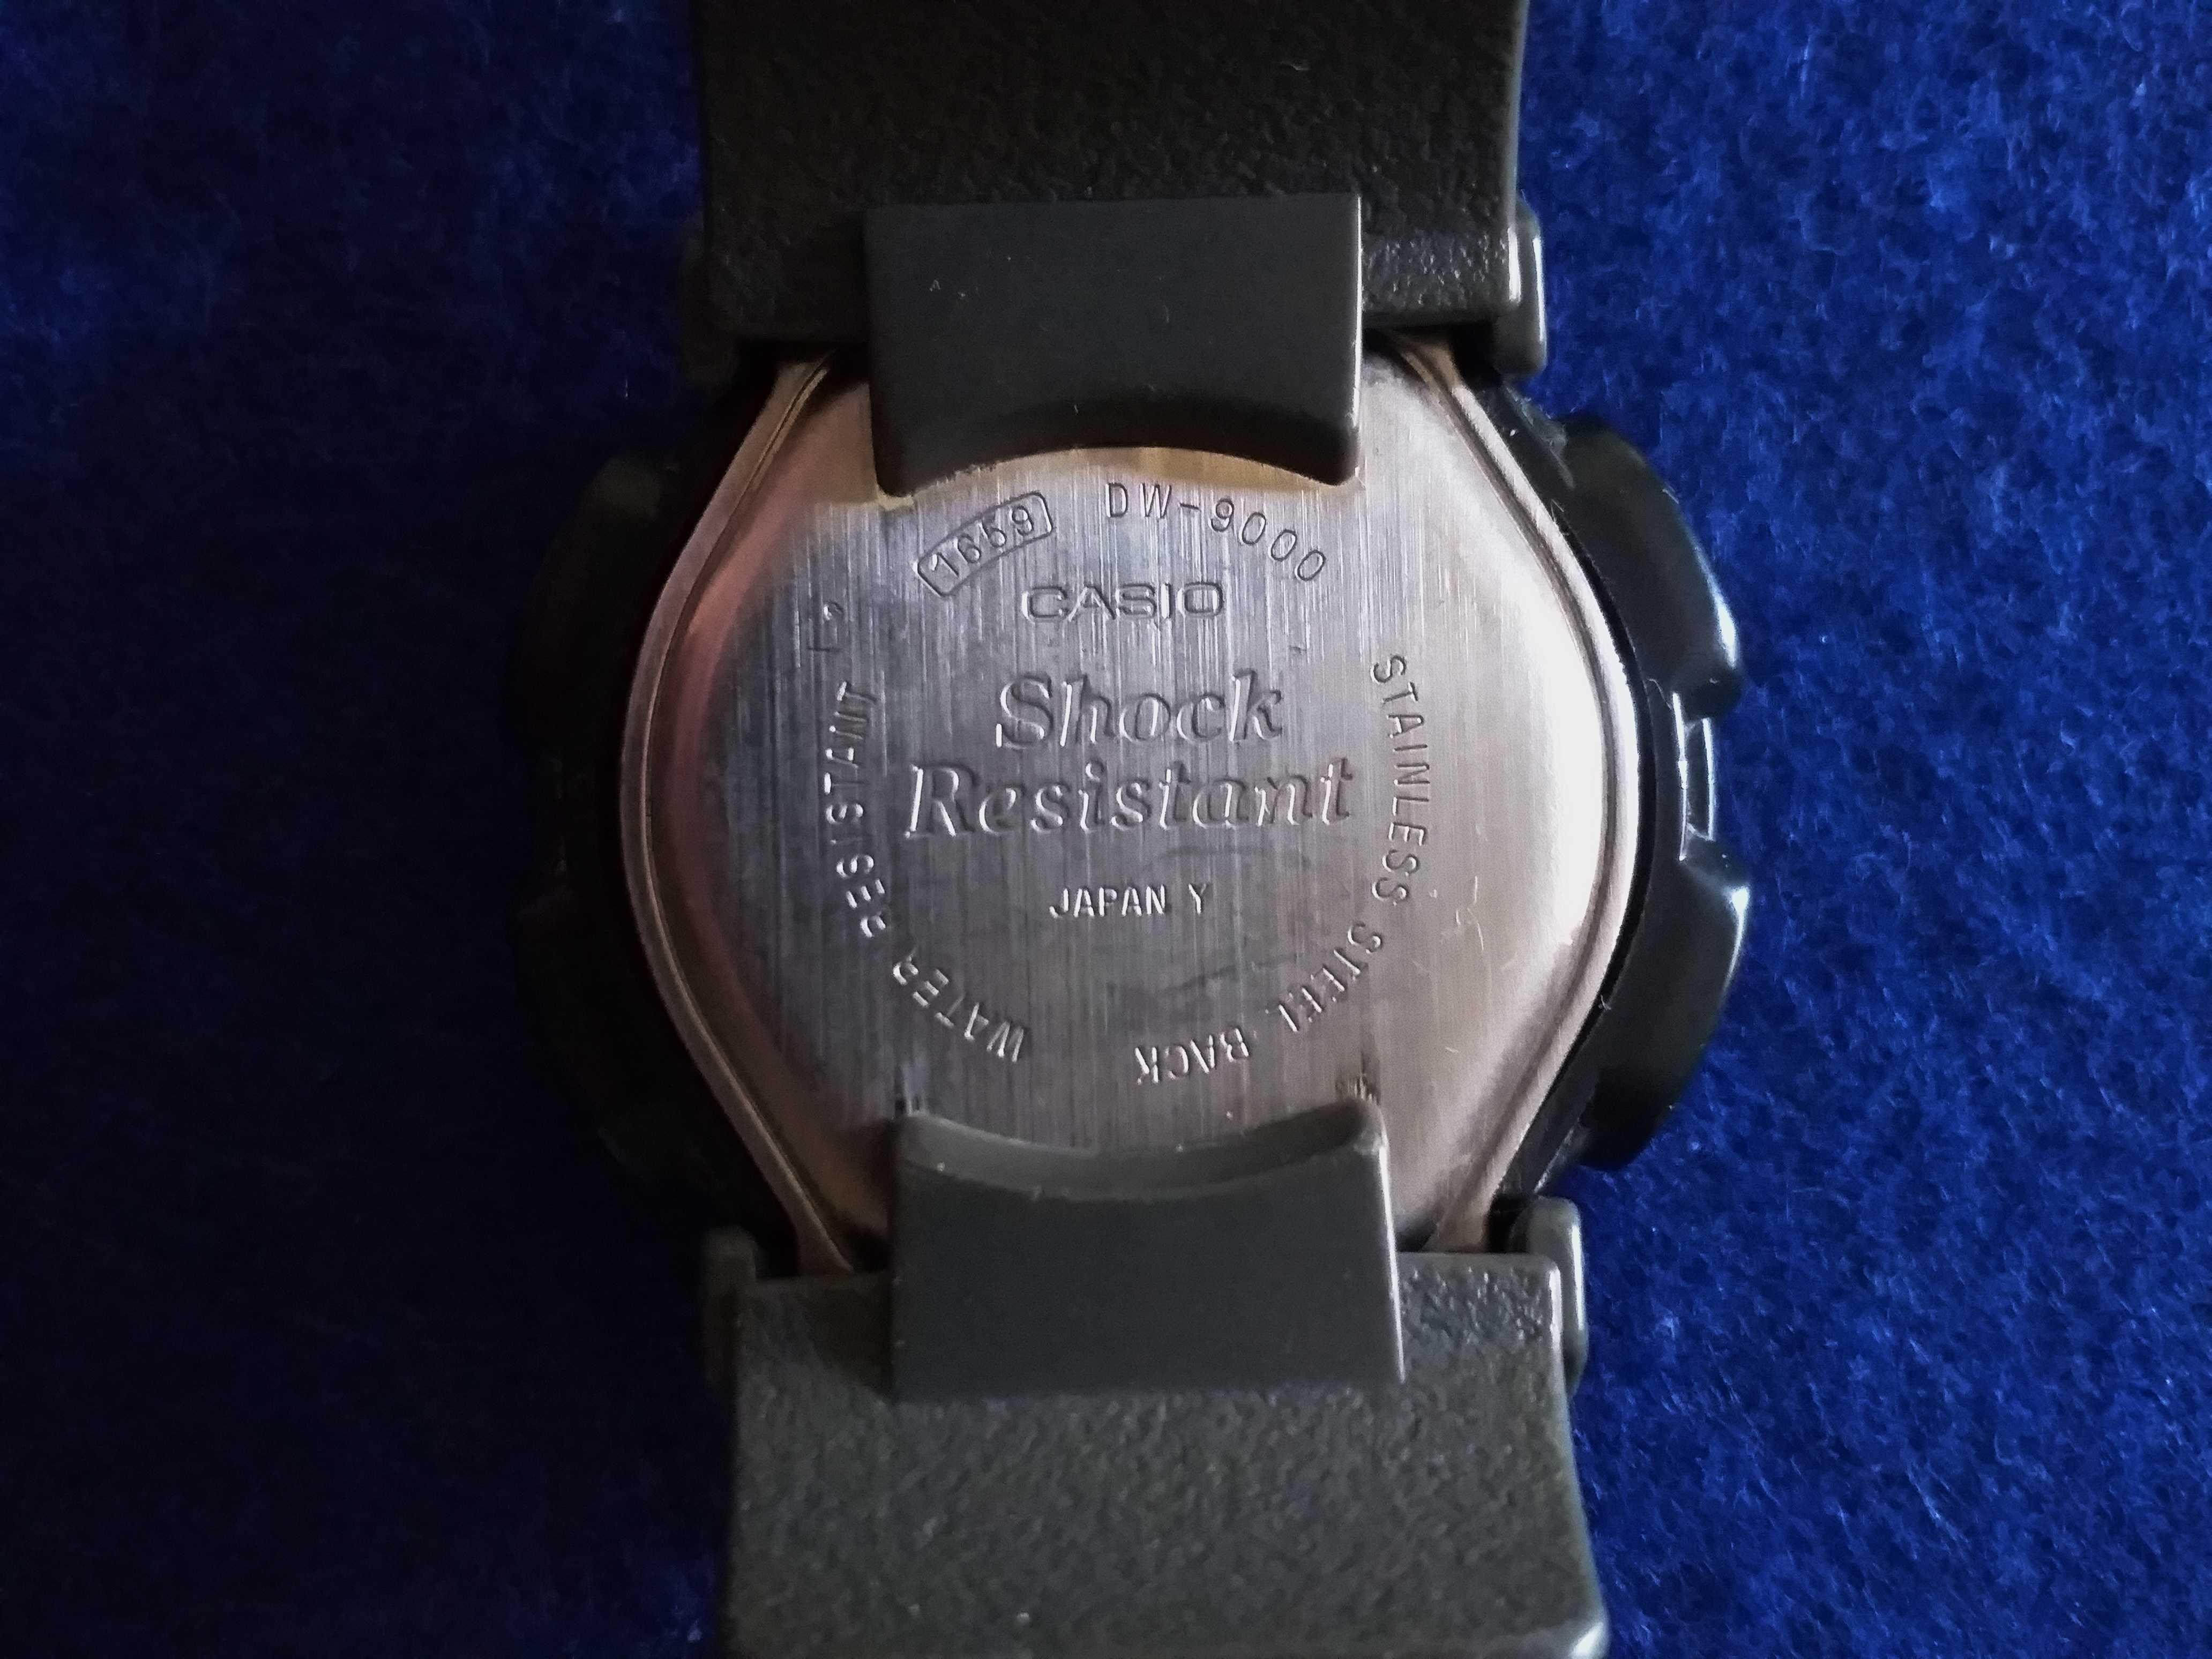 1659 DW-9000
CASIO
Shock
Resistant
JAPAN Y
WATER RESISTANT
STAINLESS STEEL BACK